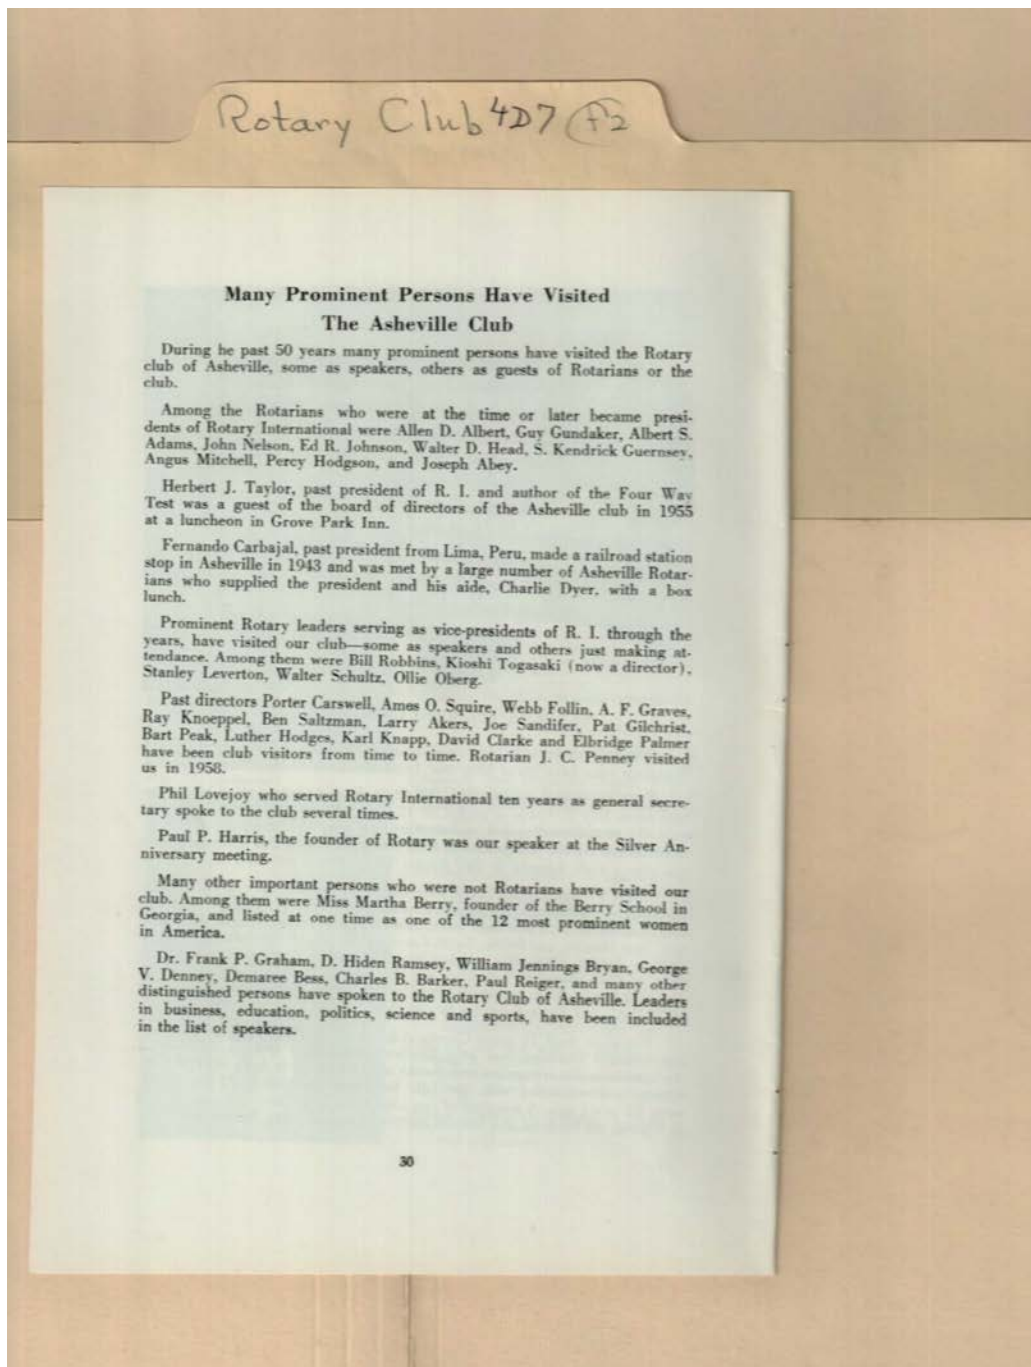 Rotary Club 4D7 f2
Many Prominent Persons Have Visited
The Asheville Club
During he past 50 years many prominent persons have visited the Rotary
club of Asheville, some as speakers, others as guests of Rotarians or the
club.
Among the Rotarians who were at the time or later became presi-
dents of Rotary International were Allen D. Albert, Guy Gundaker, Albert S.
Adams, John Nelson, Ed R. Johnson, Walter D. Head, S. Kendrick Guernsey,
Angus Mitchell, Percy Hodgson, and Joseph Abey.
Herbert J. Taylor, past president of R. I. and author of the Four Way
Test was a guest of the board of directors of the Asheville club in 1955
at a luncheon in Grove Park Inn.
Fernando Carbajal, past president from Lima, Peru, made a railroad station
stop in Asheville in 1943 and was met by a large number of Asheville Rotar-
ians who supplied the president and his aide, Charlie Dyer, with a box
lunch.
Prominent Rotary leaders serving as vice-presidents of R. I. through the
years, have visited our club—some as speakers and others just making at-
tendance. Among them were Bill Robbins, Kioshi Togasaki (now a director),
Stanley Leverton, Walter Schultz, Ollie Oberg.
Past directors Porter Carswell, Ames O. Squire, Webb Follin, A. F. Graves,
Ray Knoeppel, Ben Saltzman, Larry Akers, Joe Sandifer, Pat Gilchrist,
Bart Peak, Luther Hodges, Karl Knapp, David Clarke and Elbridge Palmer
have been club visitors from time to time. Rotarian J. C. Penney visited
us in 1958.
Phil Lovejoy who served Rotary International ten years as general secre-
tary spoke to the club several times.
Paul P. Harris, the founder of Rotary was our speaker at the Silver An-
niversary meeting.
Many other important persons who were not Rotarians have visited our
club. Among them were Miss Martha Berry, founder of the Berry School in
Georgia, and listed at one time as one of the 12 most prominent women
in America.
Dr. Frank P. Graham, D. Hiden Ramsey, William Jennings Bryan, George
V. Denney, Demaree Bess, Charles B. Barker, Paul Reiger, and many other
distinguished persons have spoken to the Rotary Club of Asheville. Leaders
in business, education, politics, science and sports, have been included
in the list of speakers.
30